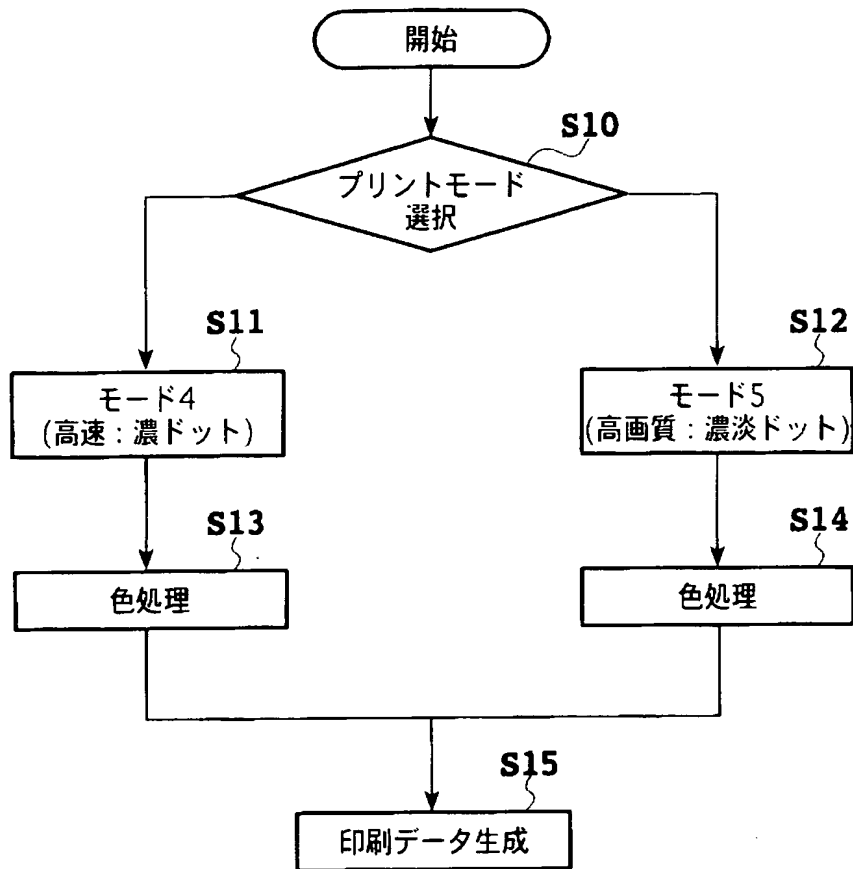 開始
S10
プリントモード
選択
S11
モード4
(高速：濃ドット)
S12
モード5
(高画質：濃淡ドット)
S13
色処理
S14
色処理
S15
印刷データ生成